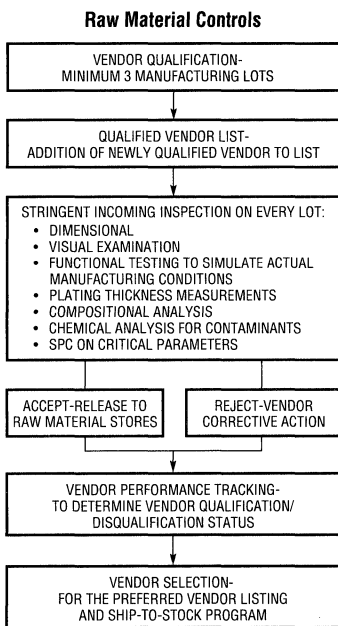 Raw Material Controls
VENDOR QUALIFICATION-
MINIMUM 3 MANUFACTURING LOTS
QUALIFIED VENDOR LIST-
ADDITION OF NEWLY QUALIFIED VENDOR TO LIST
STRINGENT INCOMING INSPECTION ON EVERY LOT:
• DIMENSIONAL
• VISUAL EXAMINATION
• FUNCTIONAL TESTING TO SIMULATE ACTUAL
MANUFACTURING CONDITIONS
• PLATING THICKNESS MEASUREMENTS
• COMPOSITIONAL ANALYSIS
• CHEMICAL ANALYSIS FOR CONTAMINANTS
• SPC ON CRITICAL PARAMETERS
ACCEPT-RELEASE TO
RAW MATERIAL STORES
REJECT-VENDOR
CORRECTIVE ACTION
VENDOR PERFORMANCE TRACKING-
TO DETERMINE VENDOR QUALIFICATION/
DISQUALIFICATION STATUS
VENDOR SELECTION-
FOR THE PREFERRED VENDOR LISTING
AND SHIP-TO-STOCK PROGRAM